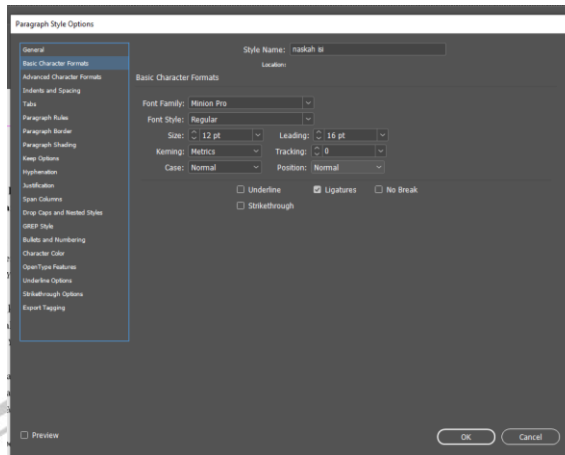 Paragraph Style Options
General
Basic Character Formats
Advanced Character Formats
Indents and Spacing
Tabs
Paragraph Rules
Paragraph Border
Paragraph Shading
Keep Options
Hyphenation
Justification
Span Columns
Drop Caps and Nested Styles
GREP Style
Bullets and Numbering
Character Color
OpenType Features
Underline Options
Strikethrough Options
Export Tagging
Style Name: naskah isi
Location:
Basic Character Formats
Font Family: Minion Pro
Font Style: Regular
Size: 12 pt Leading: 16 pt
Kerning: Metrics Tracking: 0
Case: Normal Position: Normal
Underline Ligatures No Break
Strikethrough
Preview
OK Cancel